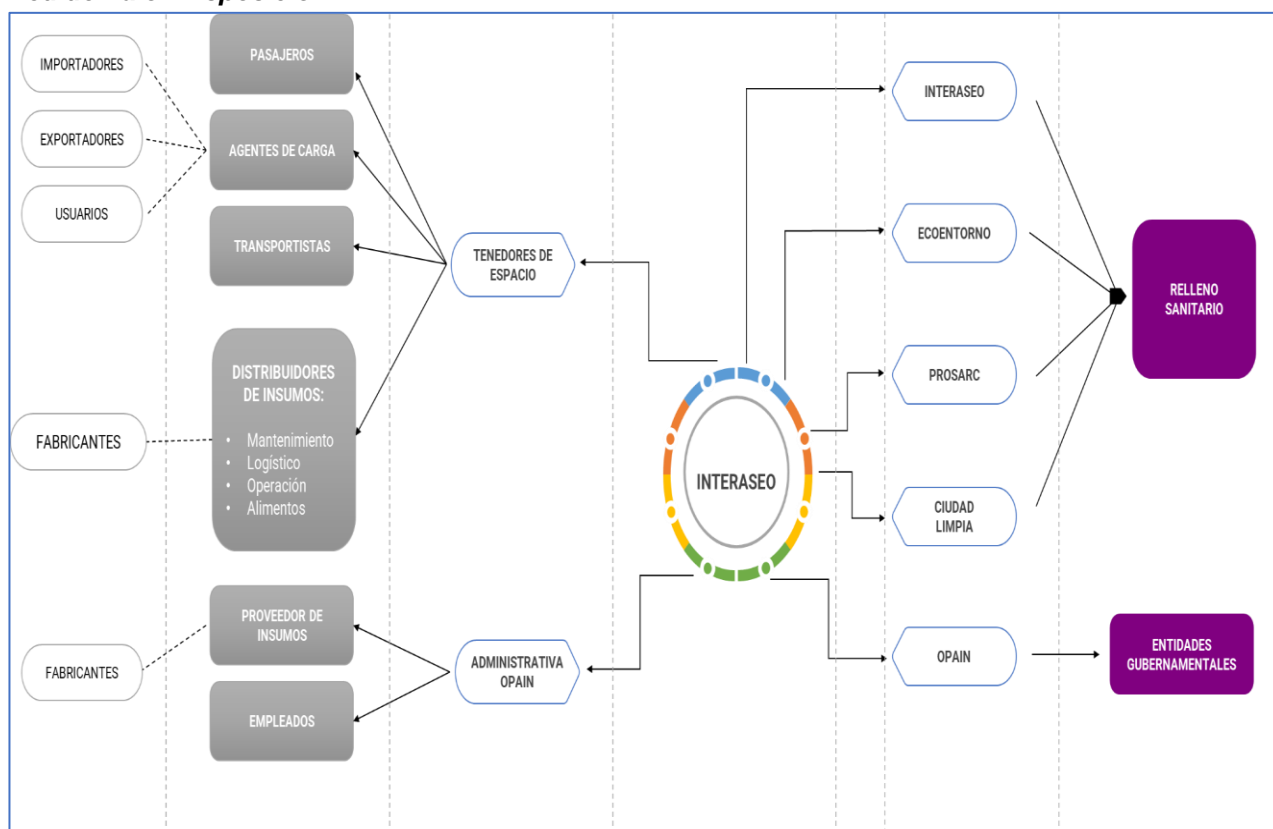 IMPORTADORES
EXPORTADORES
USUARIOS
FABRICANTES
FABRICANTES
PASAJEROS
AGENTES DE CARGA
TRANSPORTISTAS
DISTRIBUIDORES
DE INSUMOS:
• Mantenimiento
• Logístico
• Operación
• Alimentos
PROVEEDOR DE
INSUMOS
EMPLEADOS
TENEDORES DE
ESPACIO
ADMINISTRATIVA
OPAIN
INTERASEO
INTERASEO
ECOENTORNO
PROSARC
CIUDAD
LIMPIA
OPAIN
RELLENO
SANITARIO
ENTIDADES
GUBERNAMENTALES